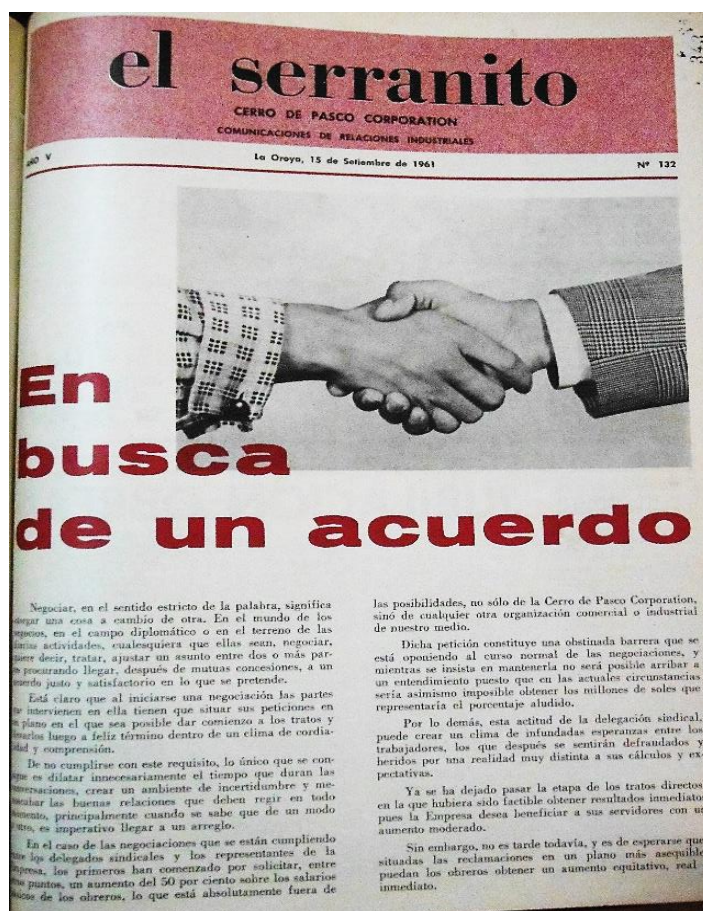 el serranito
CERRO DE PASCO CORPORATION
COMUNICACIONES DE RELACIONES INDUSTRIALES
AÑO V
La Oroya, 15 de Setiembre de 1961
Nº 132
En
busca
de un acuerdo
Negociar, en el sentido estricto de la palabra, significa
una cosa a cambio de otra. En el mundo de los
en el campo diplomático o en el terreno de las
actividades, cualesquiera que ellas sean, negociar,
quiere decir, tratar, ajustar un asunto entre dos o más par-
procurando llegar, después de mutuas concesiones, a un
justo y satisfactorio en lo que se pretende.
Está claro que al iniciarse una negociación las partes
intervienen en ella tienen que situar sus peticiones en
plano en el que sea posible dar comienzo a los tratos y
luego a feliz término dentro de un clima de cordia-
y comprensión.
De no cumplirse con este requisito, lo único que se con-
es dilatar innecesariamente el tiempo que duran las
crear un ambiente de incertidumbre y me-
las buenas relaciones que deben regir en todo
principalmente cuando se sabe que de un modo
es imperativo llegar a un arreglo.
En el caso de las negociaciones que se están cumpliendo
los delegados sindicales y los representantes de la
los primeros han comenzado por solicitar, entre
puntos, un aumento del 50 por ciento sobre los salarios
de los obreros, lo que está absolutamente fuera de
las posibilidades, no sólo de la Cerro de Pasco Corporation,
sinó de cualquier otra organización comercial o industrial
de nuestro medio.
Dicha petición constituye una obstinada barrera que se
está oponiendo al curso normal de las negociaciones, y
mientras se insista en mantenerla no será posible arribar a
un entendimiento puesto que en las actuales circunstancias
sería asimismo imposible obtener los millones de soles que
representaría el porcentaje aludido.
Por lo demás, esta actitud de la delegación sindical,
puede crear un clima de infundadas esperanzas entre los
trabajadores, los que después se sentirán defraudados y
heridos por una realidad muy distinta a sus cálculos y ex-
pectativas.
Ya se ha dejado pasar la etapa de los tratos directos
en la que hubiera sido factible obtener resultados inmediatos
pues la Empresa desea beneficiar a sus servidores con un
aumento moderado.
Sin embargo, no es tarde todavía, y es de esperarse que
situadas las reclamaciones en un plano más asequible
puedan los obreros obtener un aumento equitativo, real
inmediato.